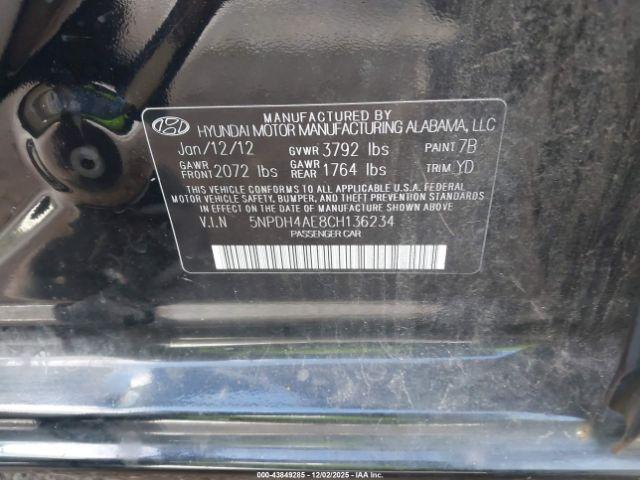 MANUFACTURED BY
HYUNDAI MOTOR MANUFACTURING ALABAMA, LLC
Jan/12/12 GVWR 3792 lbs PAINT 7B
GAWR FRONT 2072 lbs GAWR REAR 1764 lbs TRIM YD
THIS VEHICLE CONFORMS TO ALL APPLICABLE U.S.A. FEDERAL
MOTOR VEHICLE SAFETY, BUMPER, AND THEFT PREVENTION STANDARDS
IN EFFECT ON THE DATE OF MANUFACTURE SHOWN ABOVE.
V.I.N 5NPDH4AE8CH136234
PASSENGER CAR
000-43849285 - 12/02/2025 - IAA Inc.